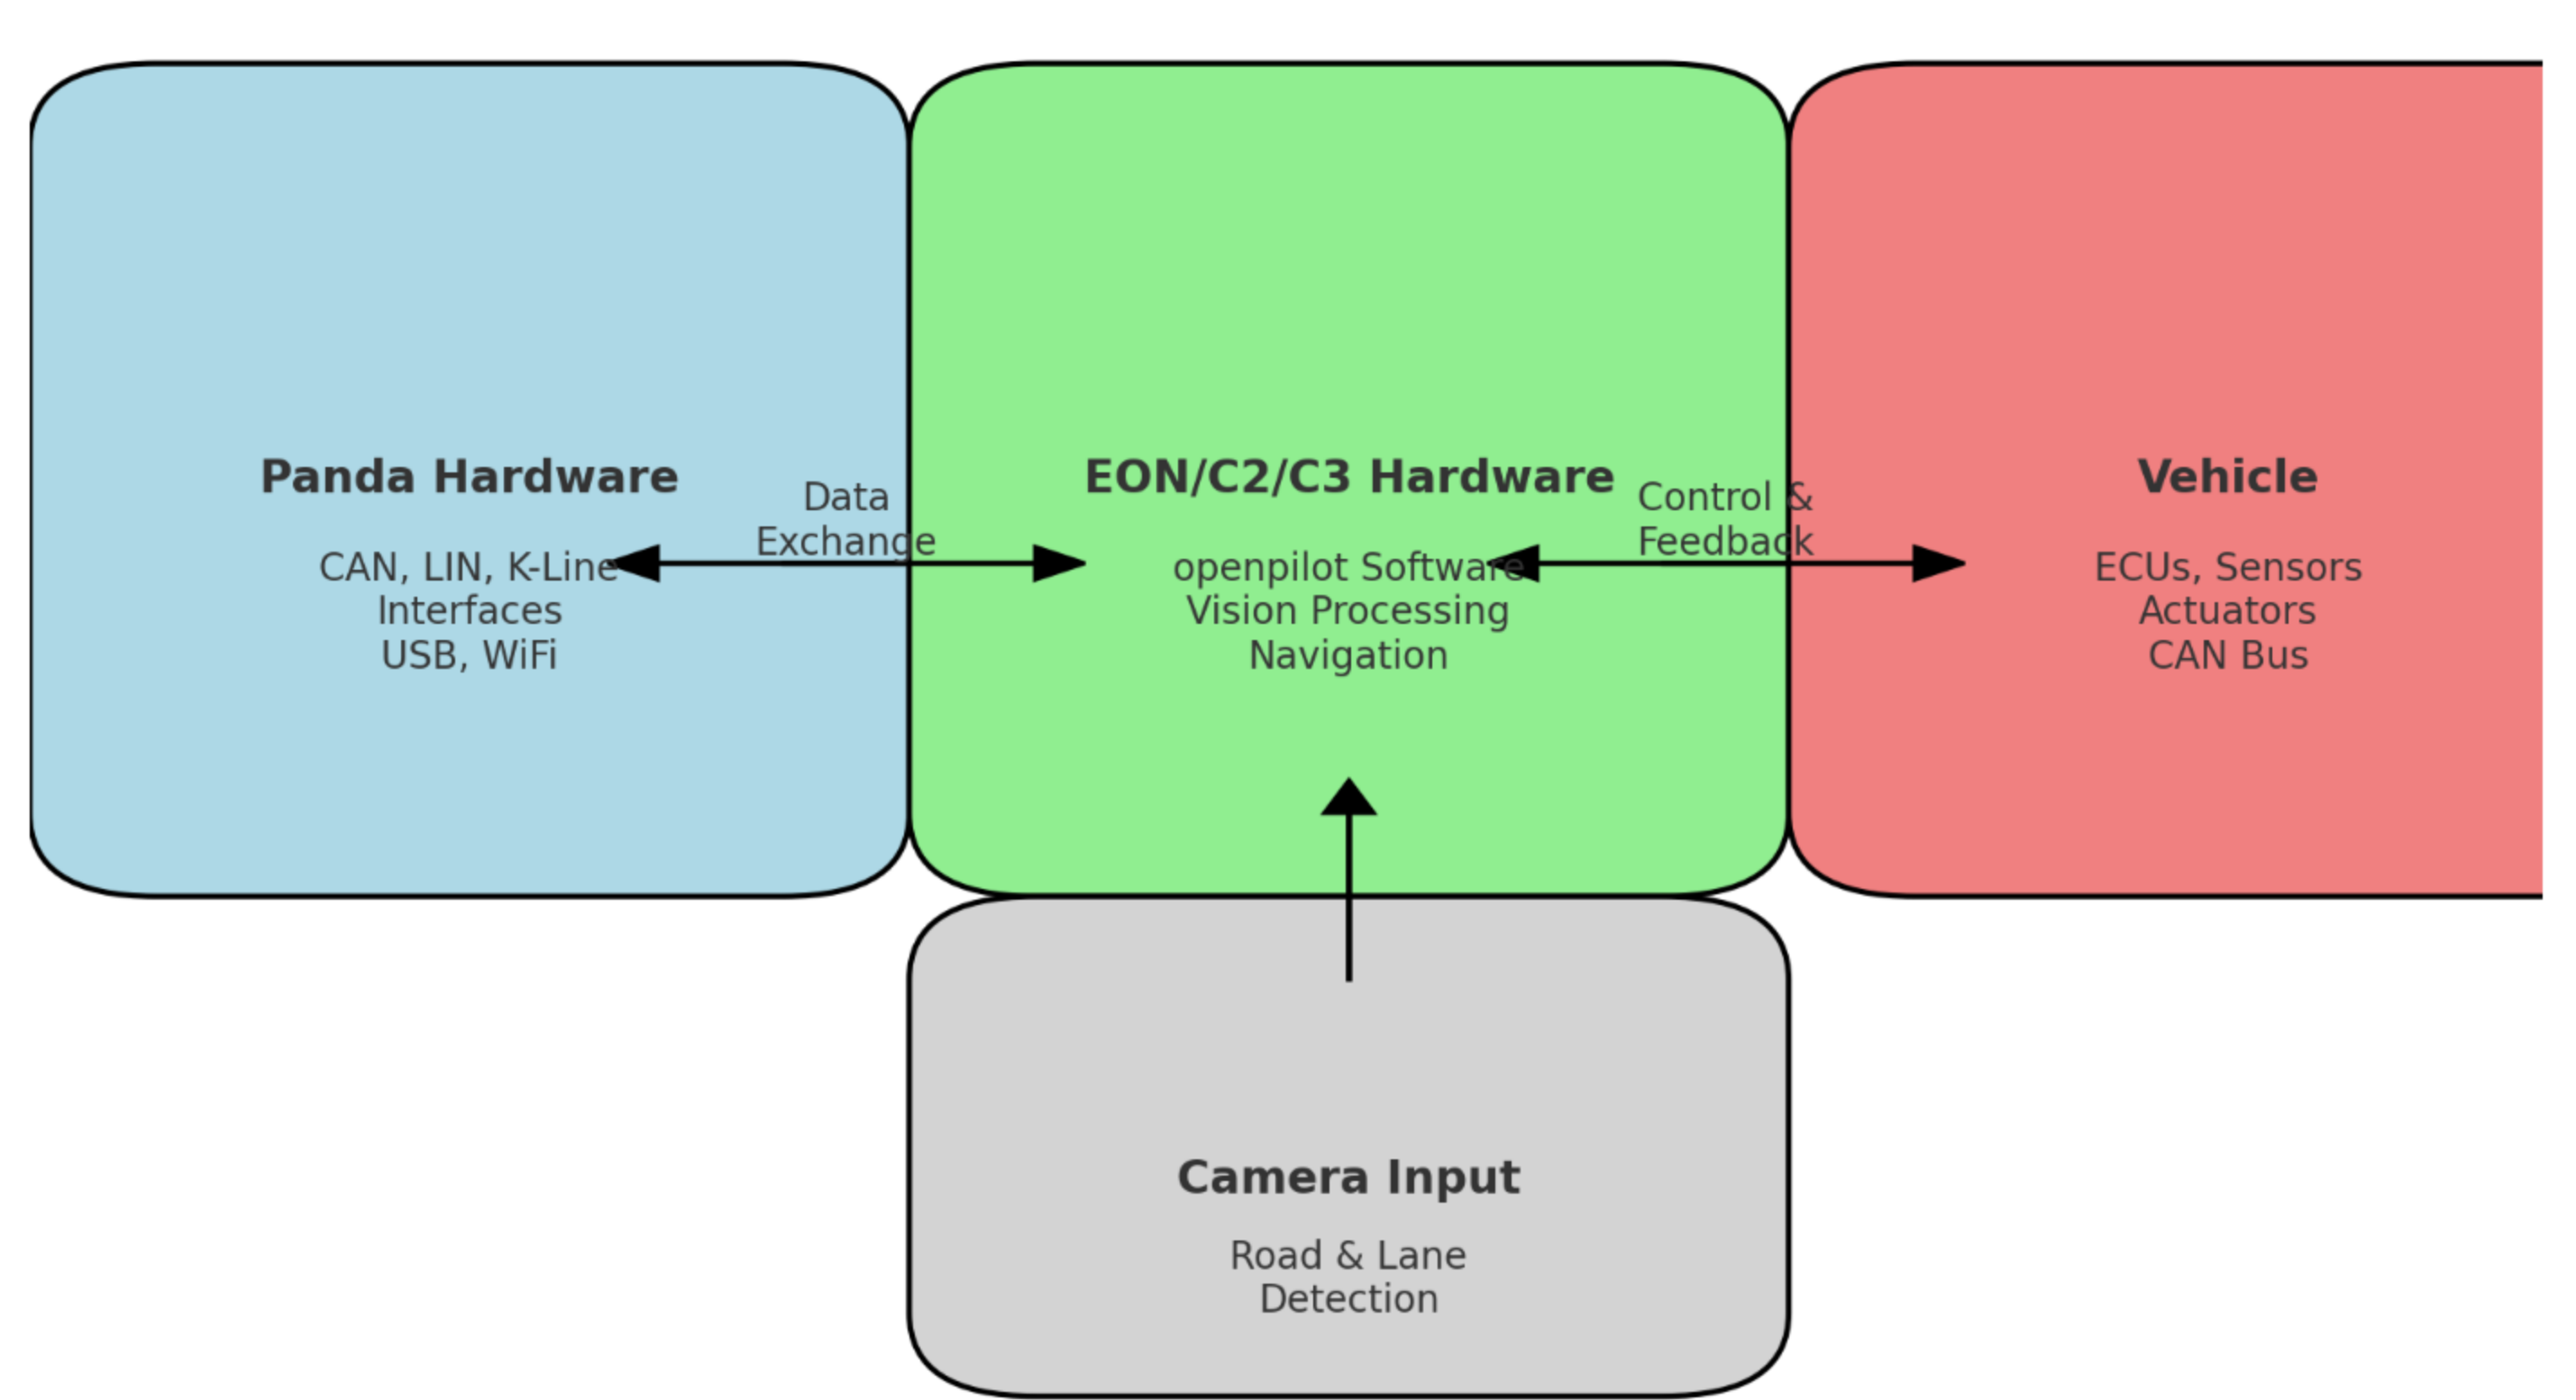 Panda Hardware
CAN, LIN, K-Line
Interfaces
USB, WiFi
Data
Exchange
EON/C2/C3 Hardware
openpilot Software
Vision Processing
Navigation
Control &
Feedback
Vehicle
ECUs, Sensors
Actuators
CAN Bus
Camera Input
Road & Lane
Detection